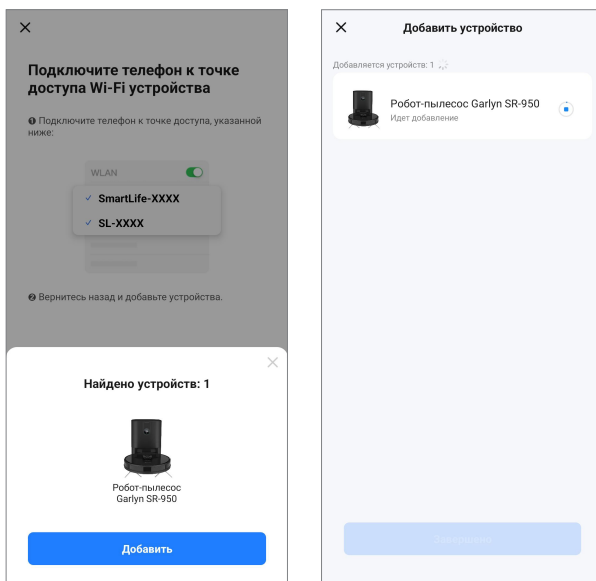 Подключите телефон к точке
доступа Wi-Fi устройства
❶ Подключите телефон к точке доступа, указанной
ниже:
WLAN
SmartLife-XXXX
SL-XXXX
❷ Вернитесь назад и добавьте устройства.
Найдено устройств: 1
Робот-пылесос
Garlyn SR-950
Добавить
Добавить устройство
Добавляется устройств: 1
Робот-пылесос Garlyn SR-950
Идет добавление